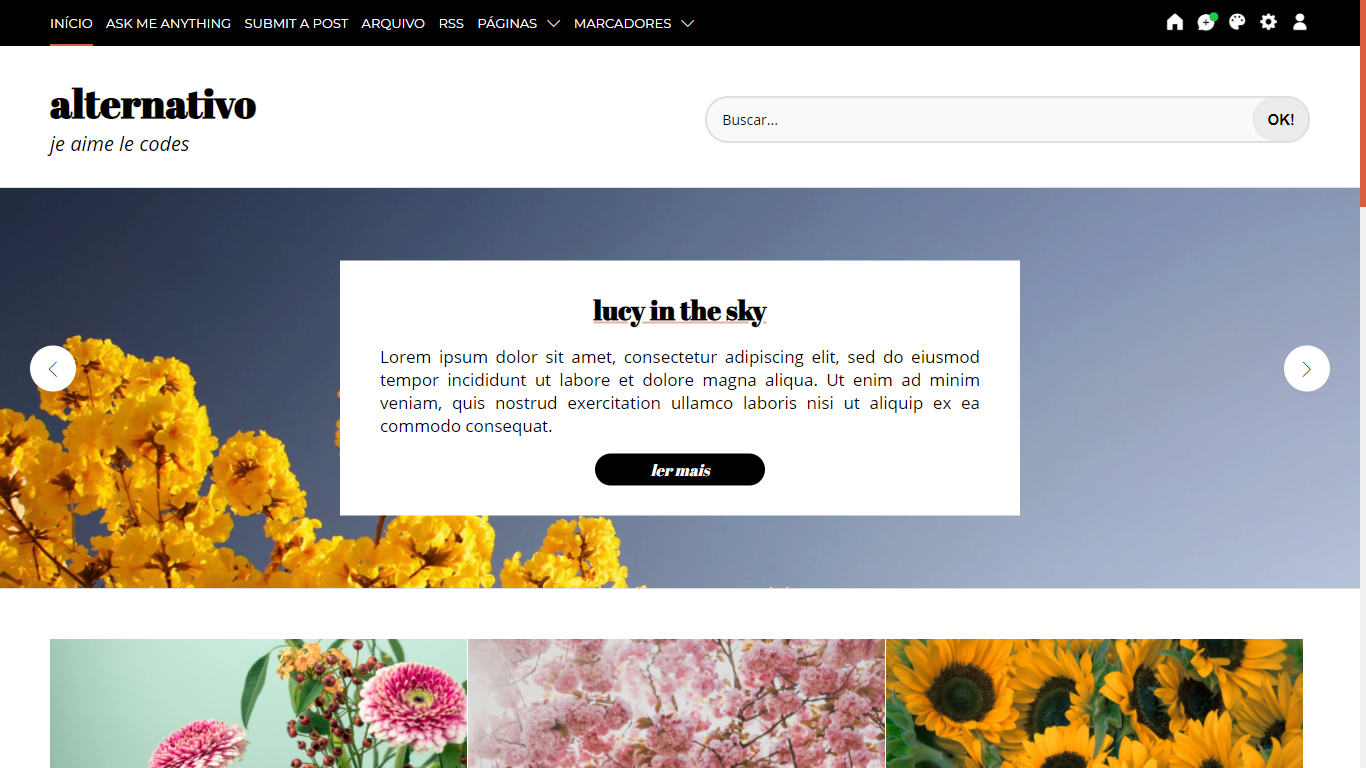 INÍCIO ASK ME ANYTHING SUBMIT A POST ARQUIVO RSS PÁGINAS MARCADORES
alternativo
je aime le codes
Buscar... OK!
lucy in the sky
Lorem ipsum dolor sit amet, consectetur adipiscing elit, sed do eiusmod
tempor incididunt ut labore et dolore magna aliqua. Ut enim ad minim
veniam, quis nostrud exercitation ullamco laboris nisi ut aliquip ex ea
commodo consequat.
ler mais